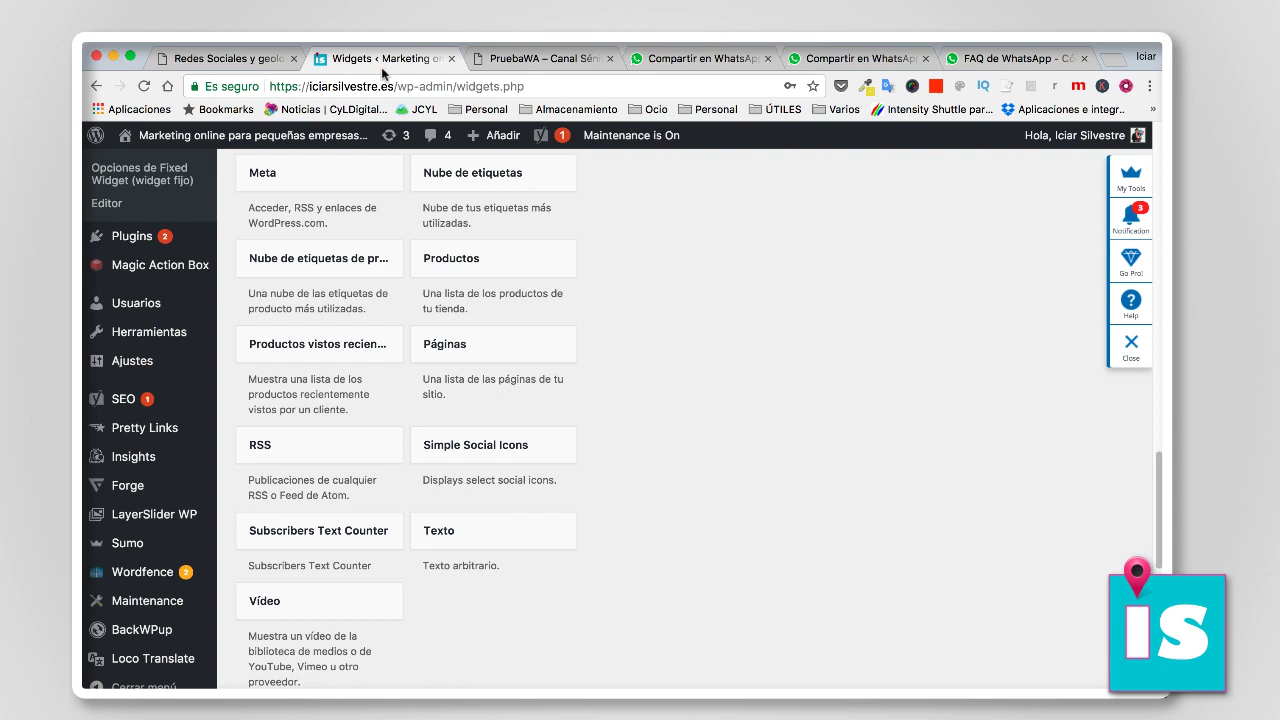 Redes Sociales y geolo
Widgets ‹ Marketing on
PruebaWA – Canal Séni
Compartir en WhatsAp
Compartir en WhatsAp
FAQ de WhatsApp - Có
Iciar
Es seguro
https://iciarsilvestre.es/wp-admin/widgets.php
Aplicaciones
Bookmarks
Noticias | CyLDigital...
JCYL
Personal
Almacenamiento
Ocio
Personal
ÚTILES
Varios
Intensity Shuttle par...
Aplicaciones e integr...
»
Marketing online para pequeñas empresas...
3
4
Añadir
1
Maintenance is On
Hola, Iciar Silvestre
Opciones de Fixed
Widget (widget fijo)
Editor
Plugins 2
Magic Action Box
Usuarios
Herramientas
Ajustes
SEO 1
Pretty Links
Insights
Forge
LayerSlider WP
Sumo
Wordfence 2
Maintenance
BackWPup
Loco Translate
Cerrar menú
Meta
Acceder, RSS y enlaces de
WordPress.com.
Nube de etiquetas
Nube de tus etiquetas más
utilizadas.
Nube de etiquetas de pr...
Una nube de las etiquetas de
producto más utilizadas.
Productos
Una lista de los productos de
tu tienda.
Productos vistos recien...
Muestra una lista de los
productos recientemente
vistos por un cliente.
Páginas
Una lista de las páginas de tu
sitio.
RSS
Publicaciones de cualquier
RSS o Feed de Atom.
Simple Social Icons
Displays select social icons.
Subscribers Text Counter
Subscribers Text Counter
Texto
Texto arbitrario.
Vídeo
Muestra un vídeo de la
biblioteca de medios o de
YouTube, Vimeo u otro
proveedor.
My Tools
3
Notification
Go Pro!
Help
Close
is